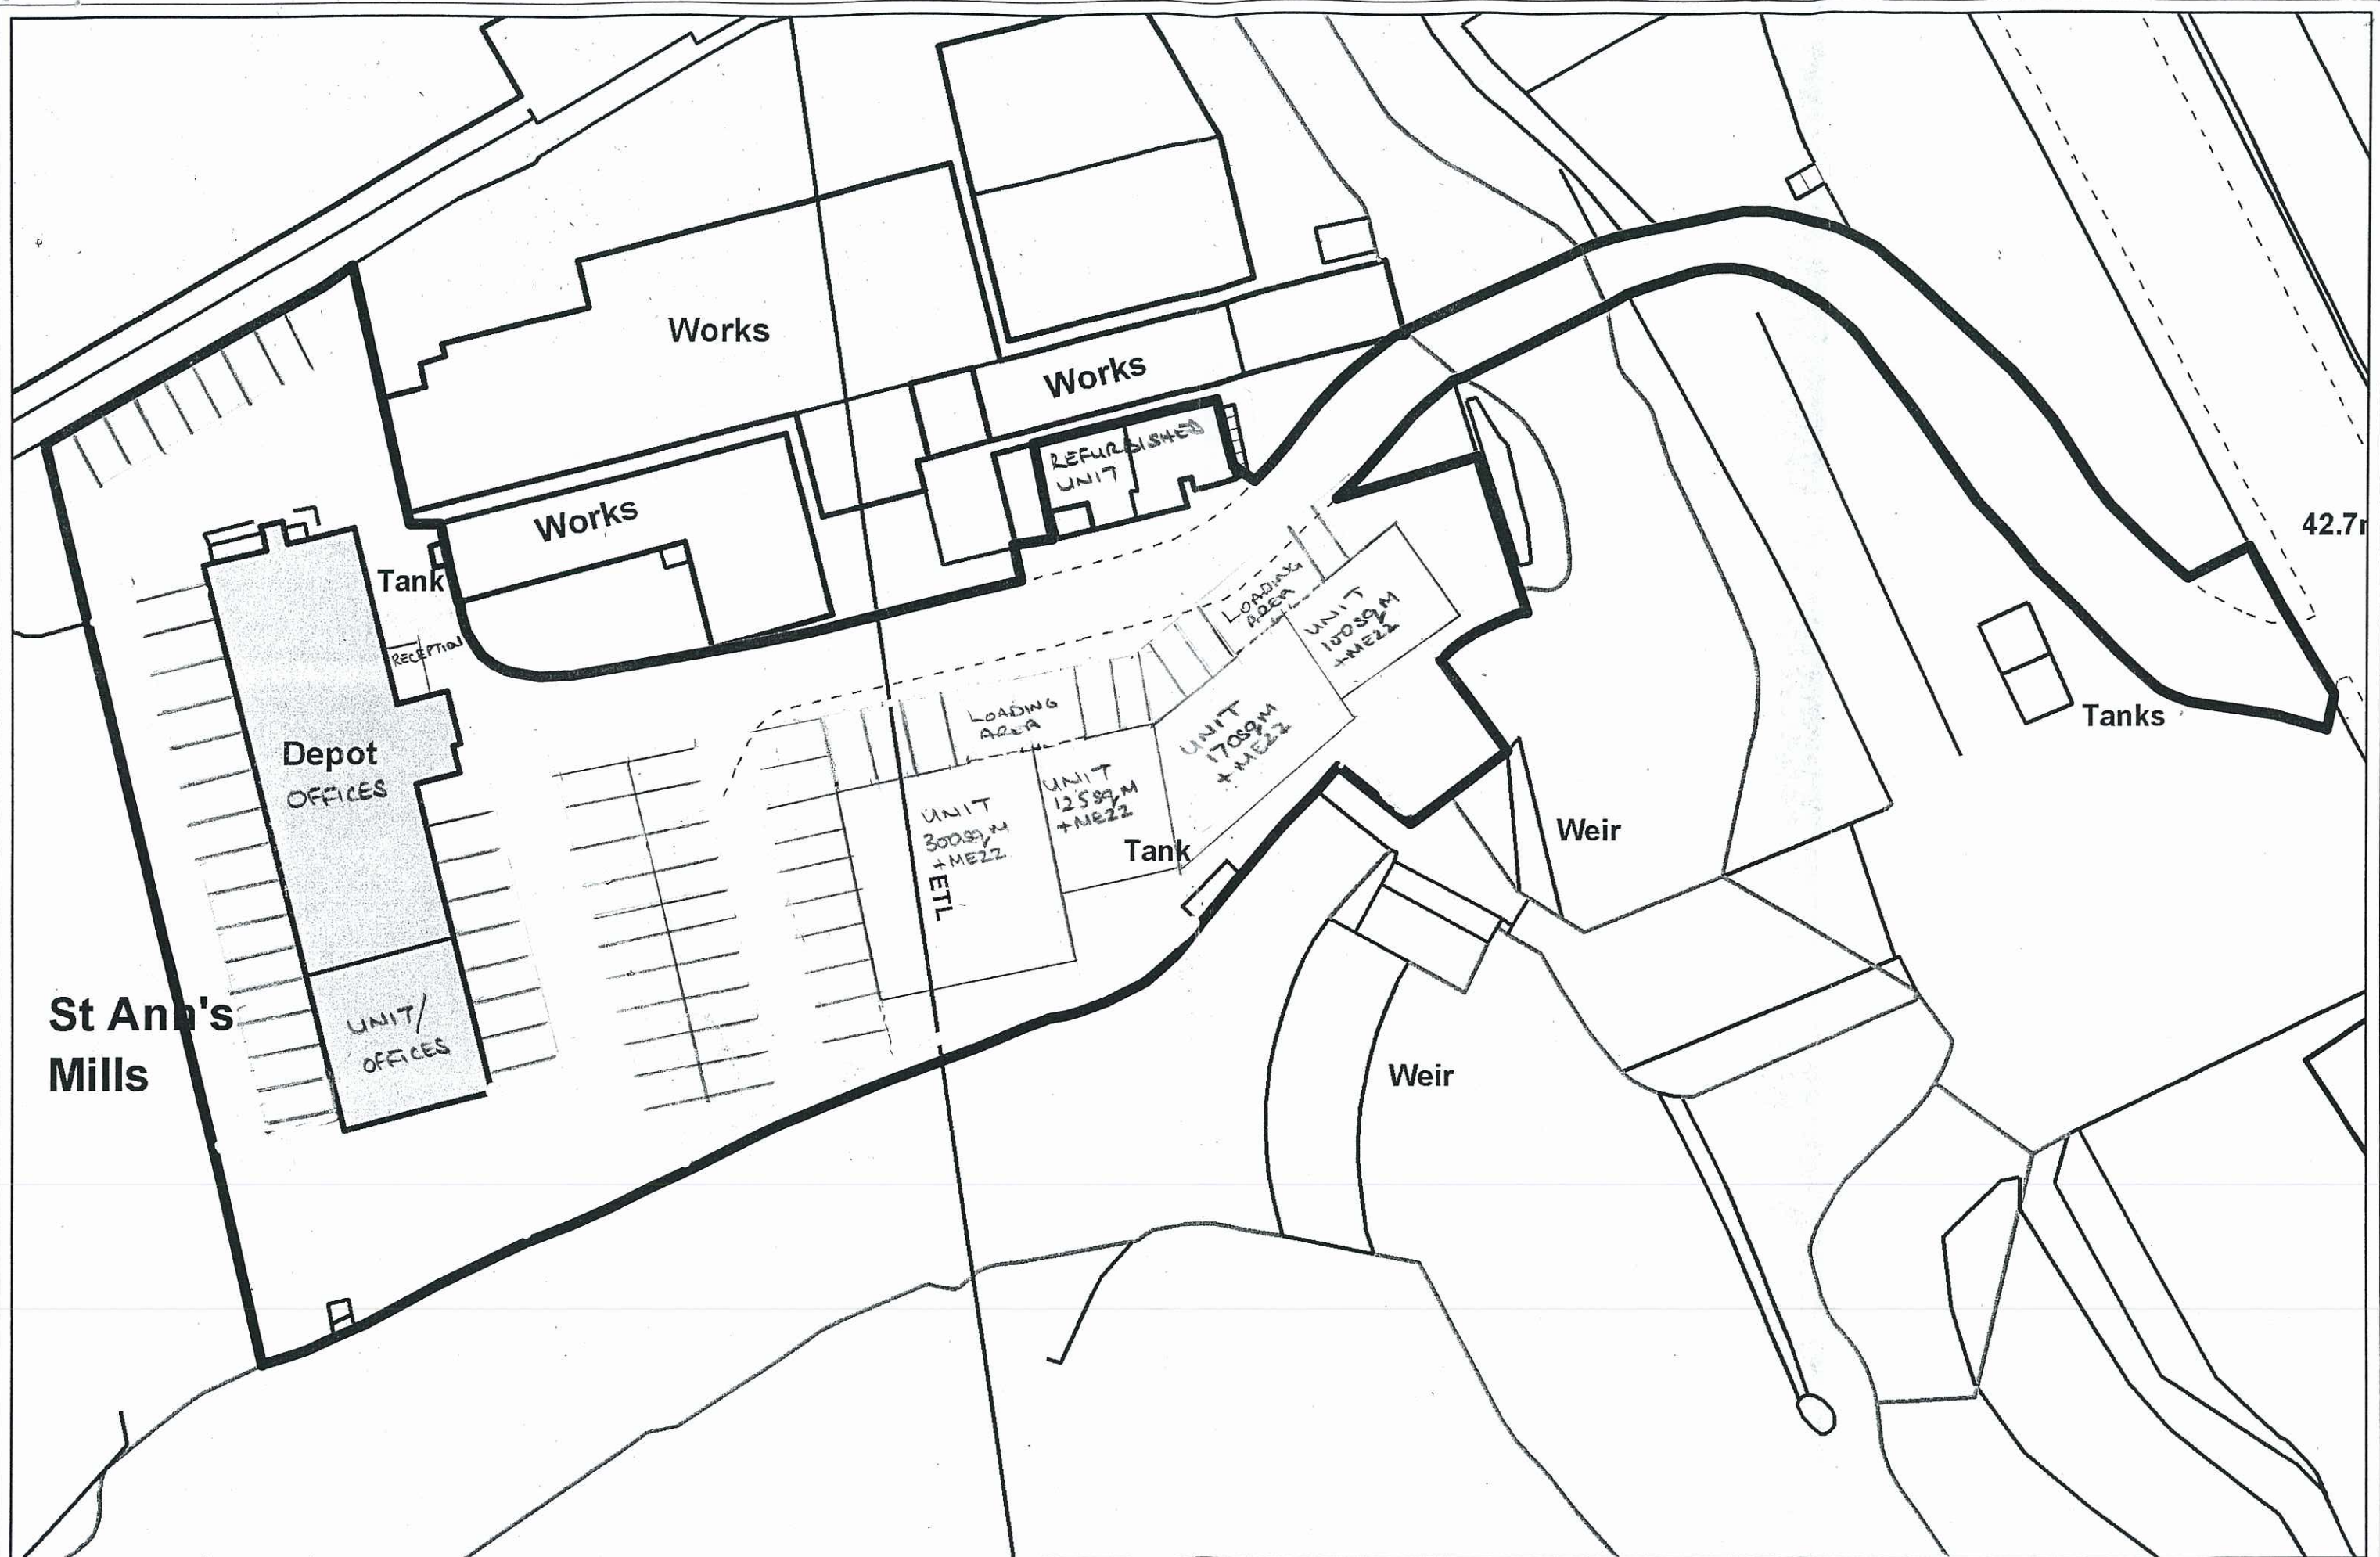 Works
Works
REFURBISHED
UNIT
Works
42.7
Tank
LOADING
AREA
UNIT
100SQM
+MEZZ
RECEPTION
LOADING
AREA
UNIT
170SQM
+MEZZ
Tanks
Depot
OFFICES
UNIT
300SQM
+MEZZ
UNIT
125SQM
+MEZZ
Tank
Weir
ETL
St Ann's
Mills
UNIT/
OFFICES
Weir